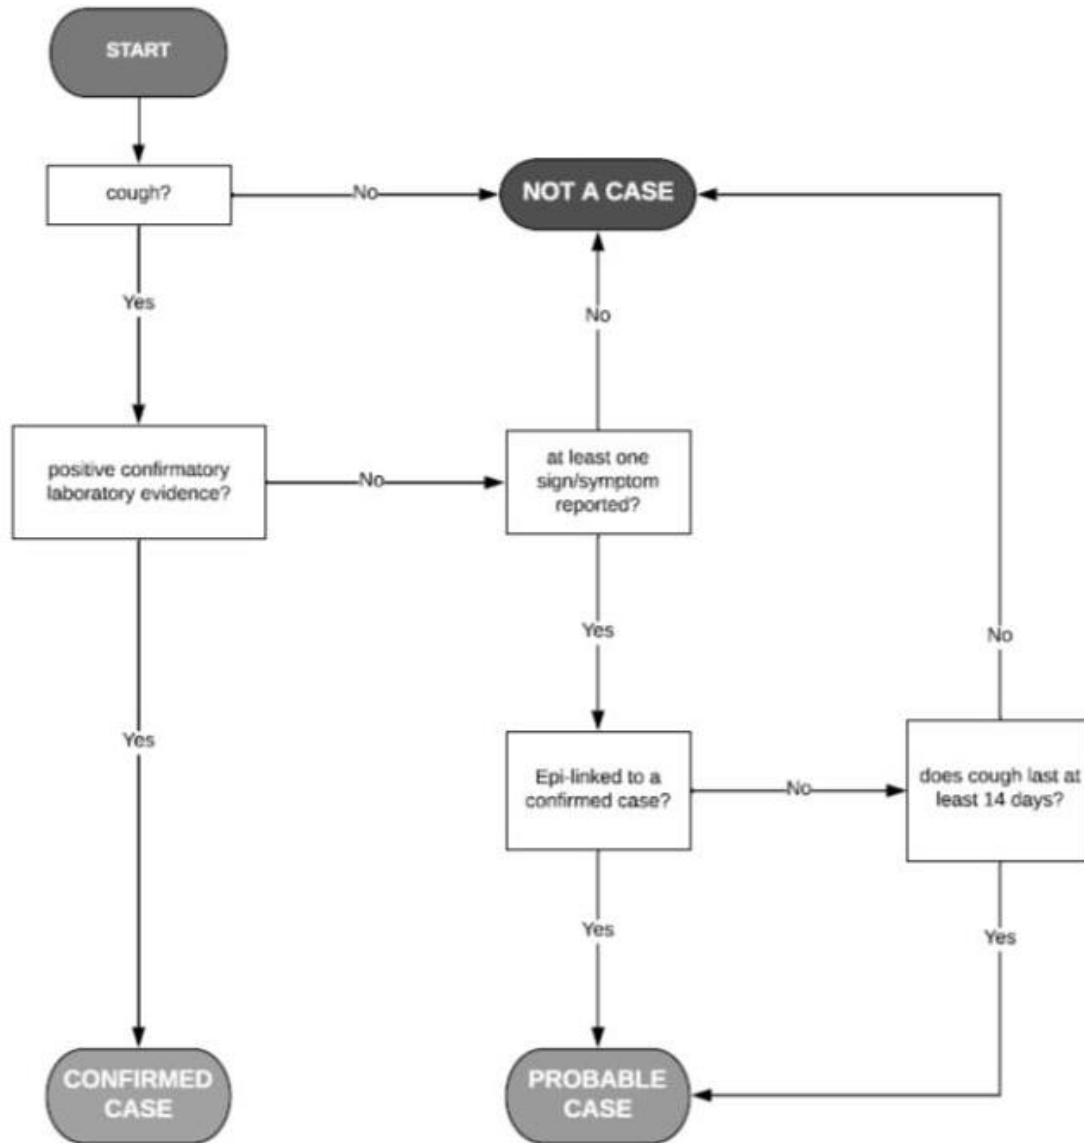 START
cough?
No
NOT A CASE
Yes
No
positive confirmatory
laboratory evidence?
No
at least one
sign/symptom
reported?
Yes
No
Yes
Epi-linked to a
confirmed case?
No
does cough last at
least 14 days?
Yes
Yes
CONFIRMED
CASE
PROBABLE
CASE